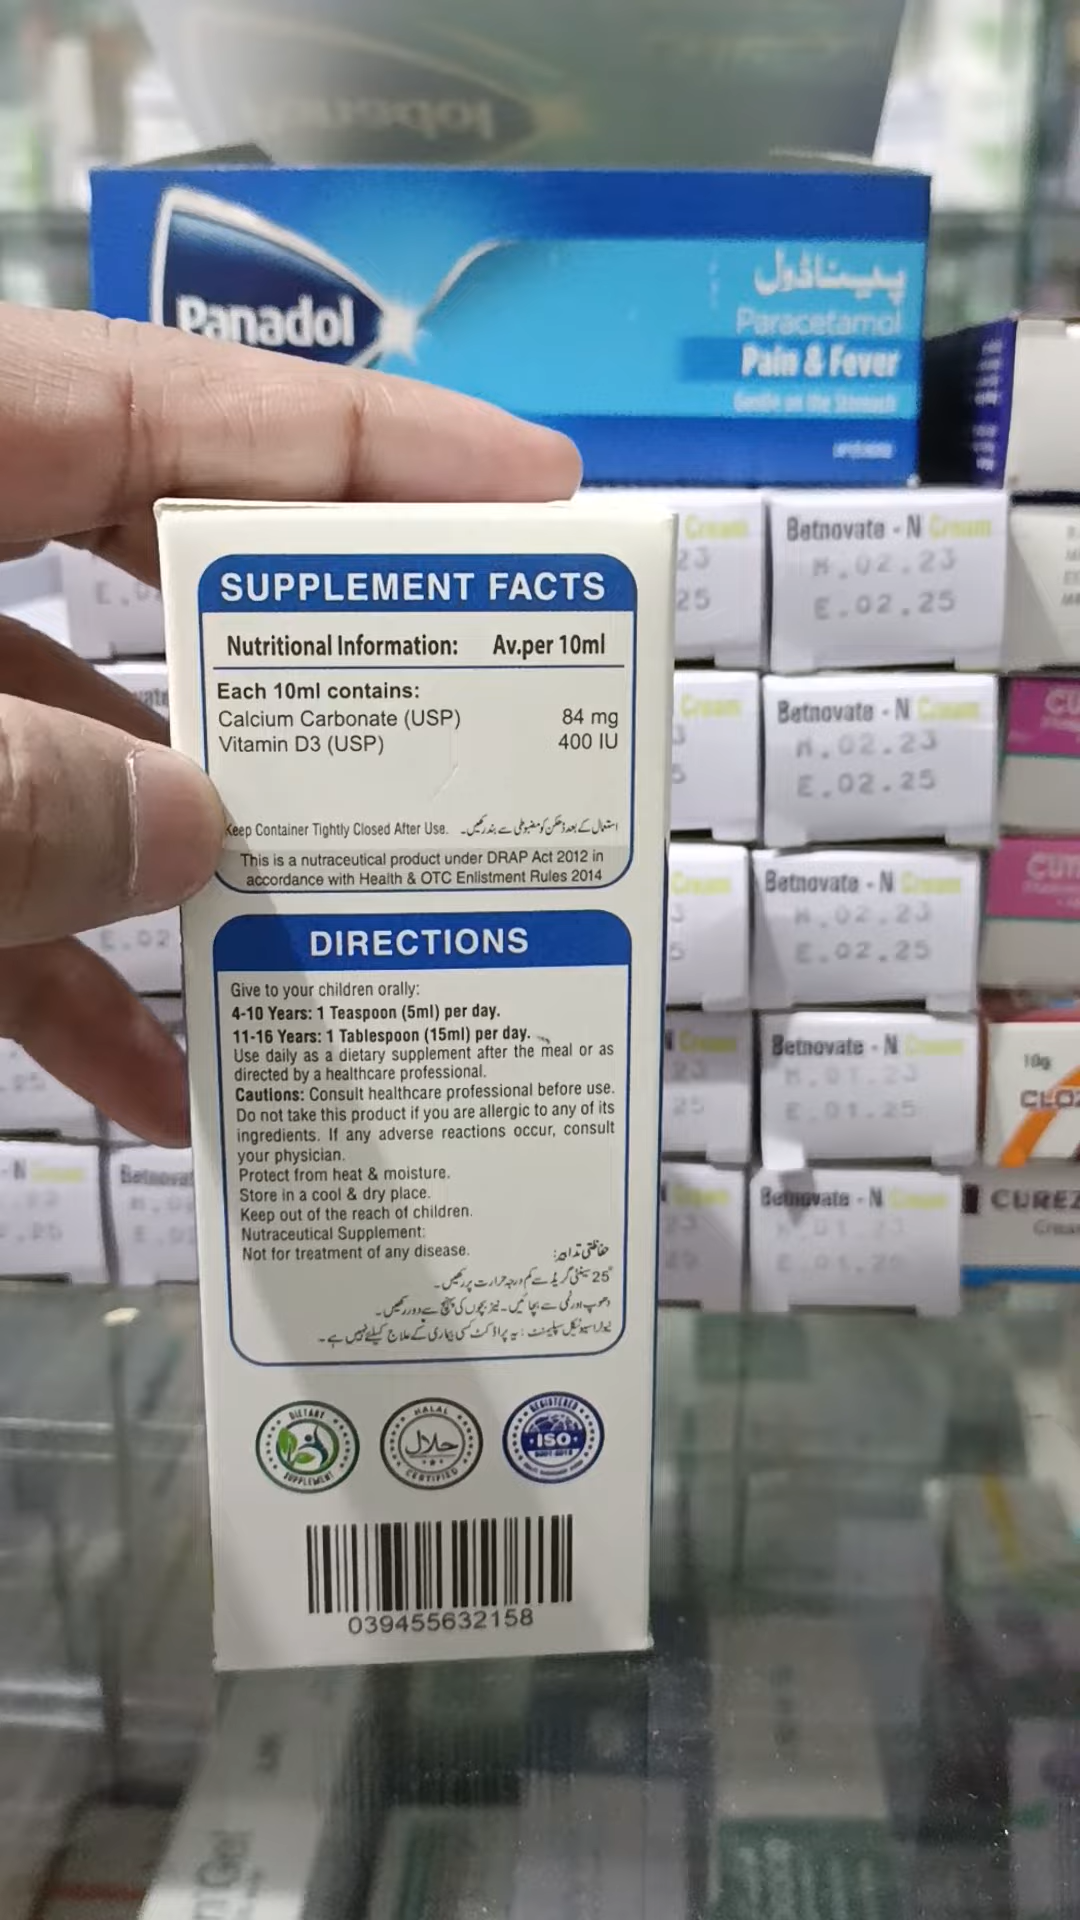 Panadol
پیناڈول
Paracetamol
Pain & Fever
Gentle on the Stomach
Cream
23
25
Betnovate - N Cream
M.02.23
E.02.25
Cream
Betnovate - N Cream
M.02.23
E.02.25
Cream
Betnovate - N Cream
M.02.23
E.02.25
Cream
Betnovate - N Cream
M.01.23
E.01.25
10g
Betnovate - N Cream
CUREZ
SUPPLEMENT FACTS
Nutritional Information: Av.per 10ml
Each 10ml contains:
Calcium Carbonate (USP) 84 mg
Vitamin D3 (USP) 400 IU
Keep Container Tightly Closed After Use. استعمال کے بعد ڈھکن کو مضبوطی سے بند رکھیں۔
This is a nutraceutical product under DRAP Act 2012 in
accordance with Health & OTC Enlistment Rules 2014
DIRECTIONS
Give to your children orally:
4-10 Years: 1 Teaspoon (5ml) per day.
11-16 Years: 1 Tablespoon (15ml) per day.
Use daily as a dietary supplement after the meal or as
directed by a healthcare professional.
Cautions: Consult healthcare professional before use.
Do not take this product if you are allergic to any of its
ingredients. If any adverse reactions occur, consult
your physician.
Protect from heat & moisture.
Store in a cool & dry place.
Keep out of the reach of children.
Nutraceutical Supplement:
Not for treatment of any disease.
حفاظتی تدابیر:
25° سینٹی گریڈ سے کم درجہ حرارت پر رکھیں۔
دھوپ اور نمی سے بچائیں۔ نیز بچوں کی پہنچ سے دور رکھیں۔
نیوٹراسیوٹیکل سپلیمنٹ: یہ پراڈکٹ کسی بیماری کے علاج کیلئے نہیں ہے۔
DIETARY
SUPPLEMENT
HALAL
حلال
CERTIFIED
REGISTERED
ISO
039455632158